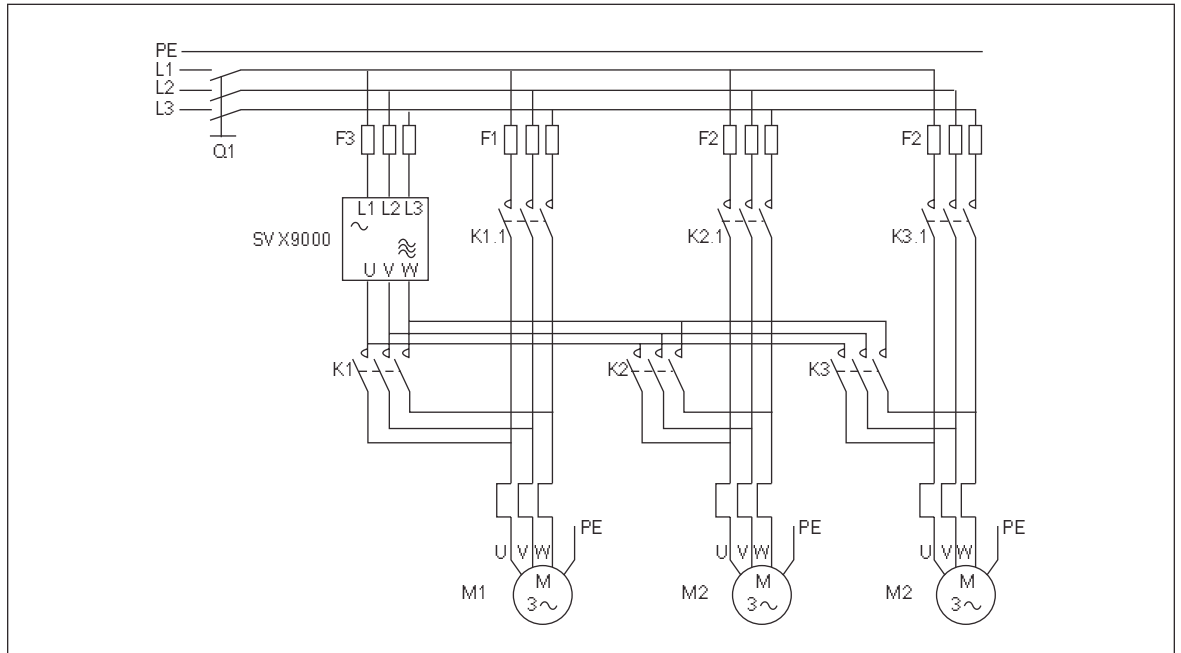 PE
L1
L2
L3
Q1
F3 F1 F2 F2
L1 L2 L3
SV X9000
U V W
K1.1 K2.1 K3.1
K1 K2 K3
PE PE PE
U V W U V W U V W
M1 M 3 M2 M 3 M2 M 3